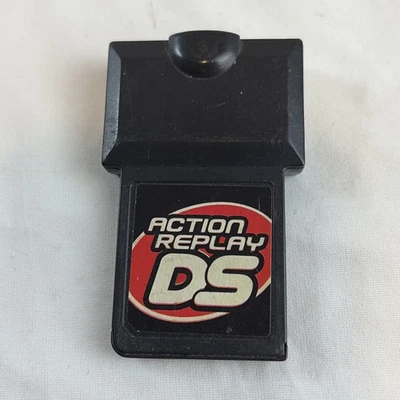 ACTION
REPLAY
DS